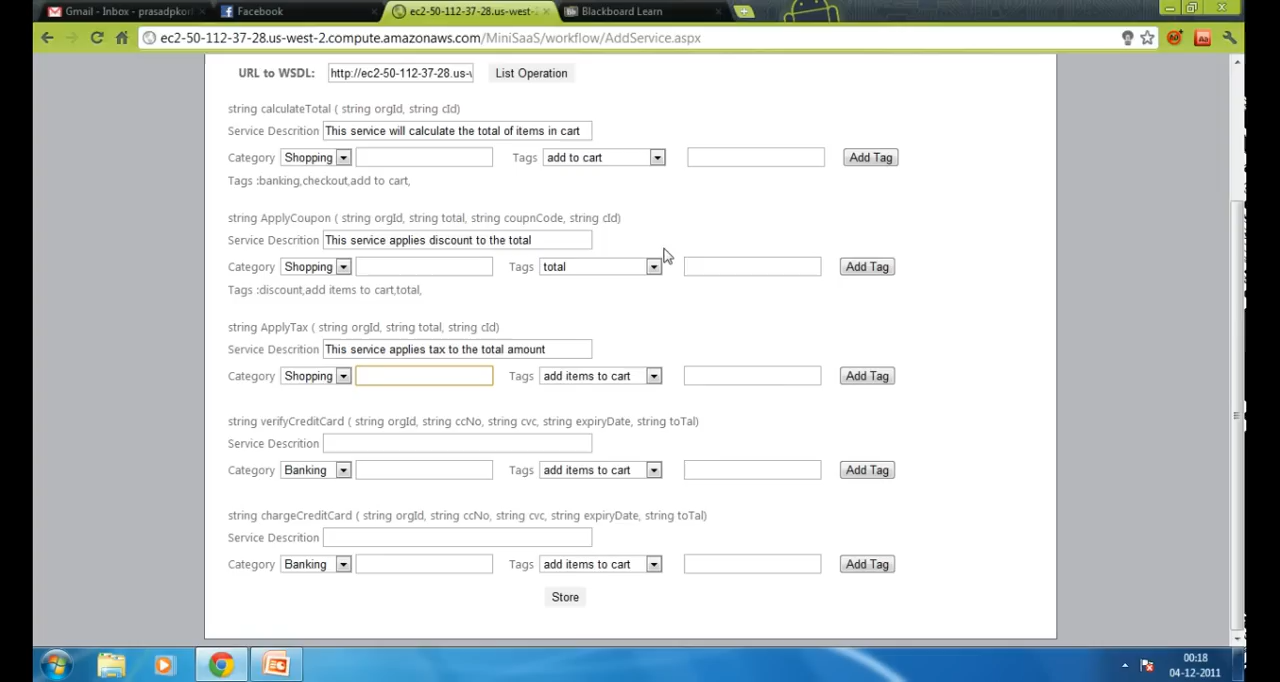 Gmail - Inbox - prasadpkor
Facebook
ec2-50-112-37-28.us-west-2
Blackboard Learn
ec2-50-112-37-28.us-west-2.compute.amazonaws.com/MiniSaaS/workflow/AddService.aspx
URL to WSDL: http://ec2-50-112-37-28.us-v List Operation
string calculateTotal ( string orgId, string cId)
Service Descrition This service will calculate the total of items in cart
Category Shopping Tags add to cart Add Tag
Tags :banking,checkout,add to cart,
string ApplyCoupon ( string orgId, string total, string coupnCode, string cId)
Service Descrition This service applies discount to the total
Category Shopping Tags total Add Tag
Tags :discount,add items to cart,total,
string ApplyTax ( string orgId, string total, string cId)
Service Descrition This service applies tax to the total amount
Category Shopping Tags add items to cart Add Tag
string verifyCreditCard ( string orgId, string ccNo, string cvc, string expiryDate, string toTal)
Service Descrition
Category Banking Tags add items to cart Add Tag
string chargeCreditCard ( string orgId, string ccNo, string cvc, string expiryDate, string toTal)
Service Descrition
Category Banking Tags add items to cart Add Tag
Store
00:18
04-12-2011